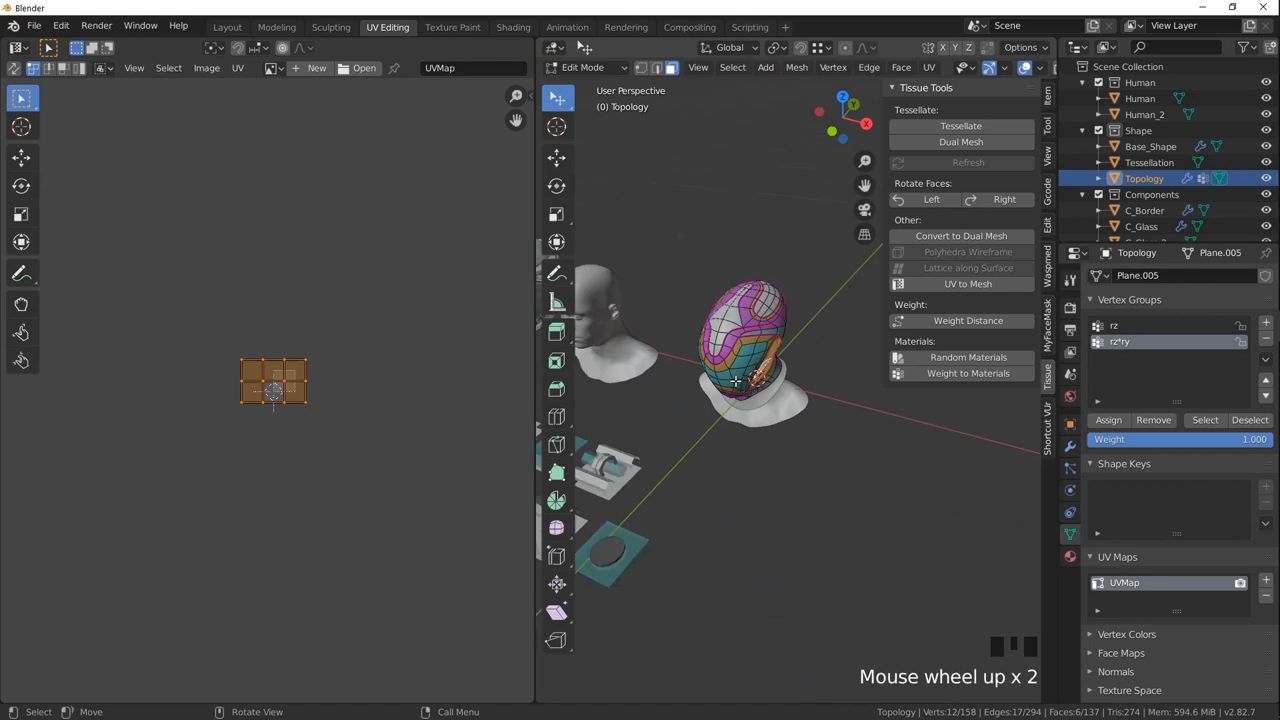 Blender
File Edit Render Window Help
Layout Modeling Sculpting UV Editing Texture Paint Shading Animation Rendering Compositing Scripting +
Scene
View Layer
View Select Image UV
New Open
UVMap
Global
X Y Z Options
Edit Mode
View Select Add Mesh Vertex Edge Face UV
User Perspective
(0) Topology
Z
Y
X
Tissue Tools
Tessellate:
Tessellate
Dual Mesh
Refresh
Rotate Faces:
Left Right
Other:
Convert to Dual Mesh
Polyhedra Wireframe
Lattice along Surface
UV to Mesh
Weight:
Weight Distance
Materials:
Random Materials
Weight to Materials
Item
Tool
View
Gcode
Edit
Waspmed
MyFaceMask
Tissue
Shortcut VUr
Scene Collection
Human
Human
Human_2
Shape
Base_Shape
Tessellation
Topology
Components
C_Border
C_Glass
Topology Plane.005
Plane.005
Vertex Groups
rz
rz*ry
Assign Remove Select Deselect
Weight 1.000
Shape Keys
UV Maps
UVMap
Vertex Colors
Face Maps
Normals
Texture Space
Mouse wheel up x 2
Select Move Rotate View Call Menu
Topology | Verts:12/158 | Edges:17/294 | Faces:6/137 | Tris:274 | Mem: 594.6 MiB | v2.82.7